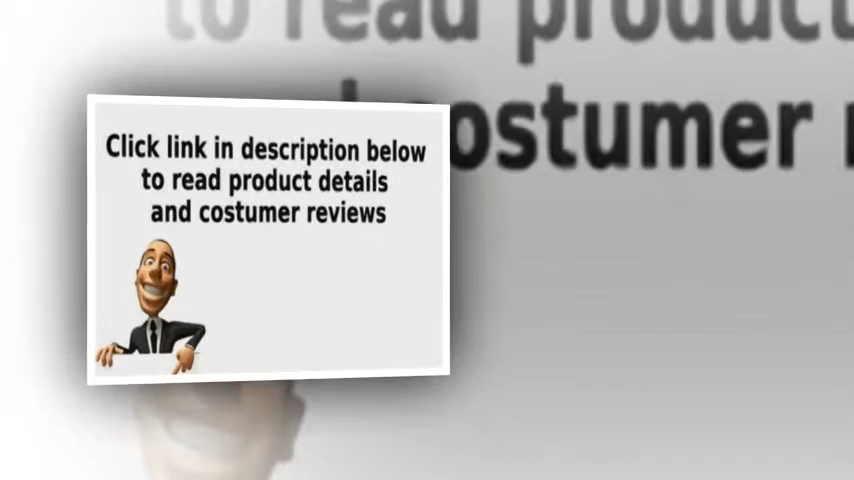 to read product
costumer
Click link in description below
to read product details
and costumer reviews